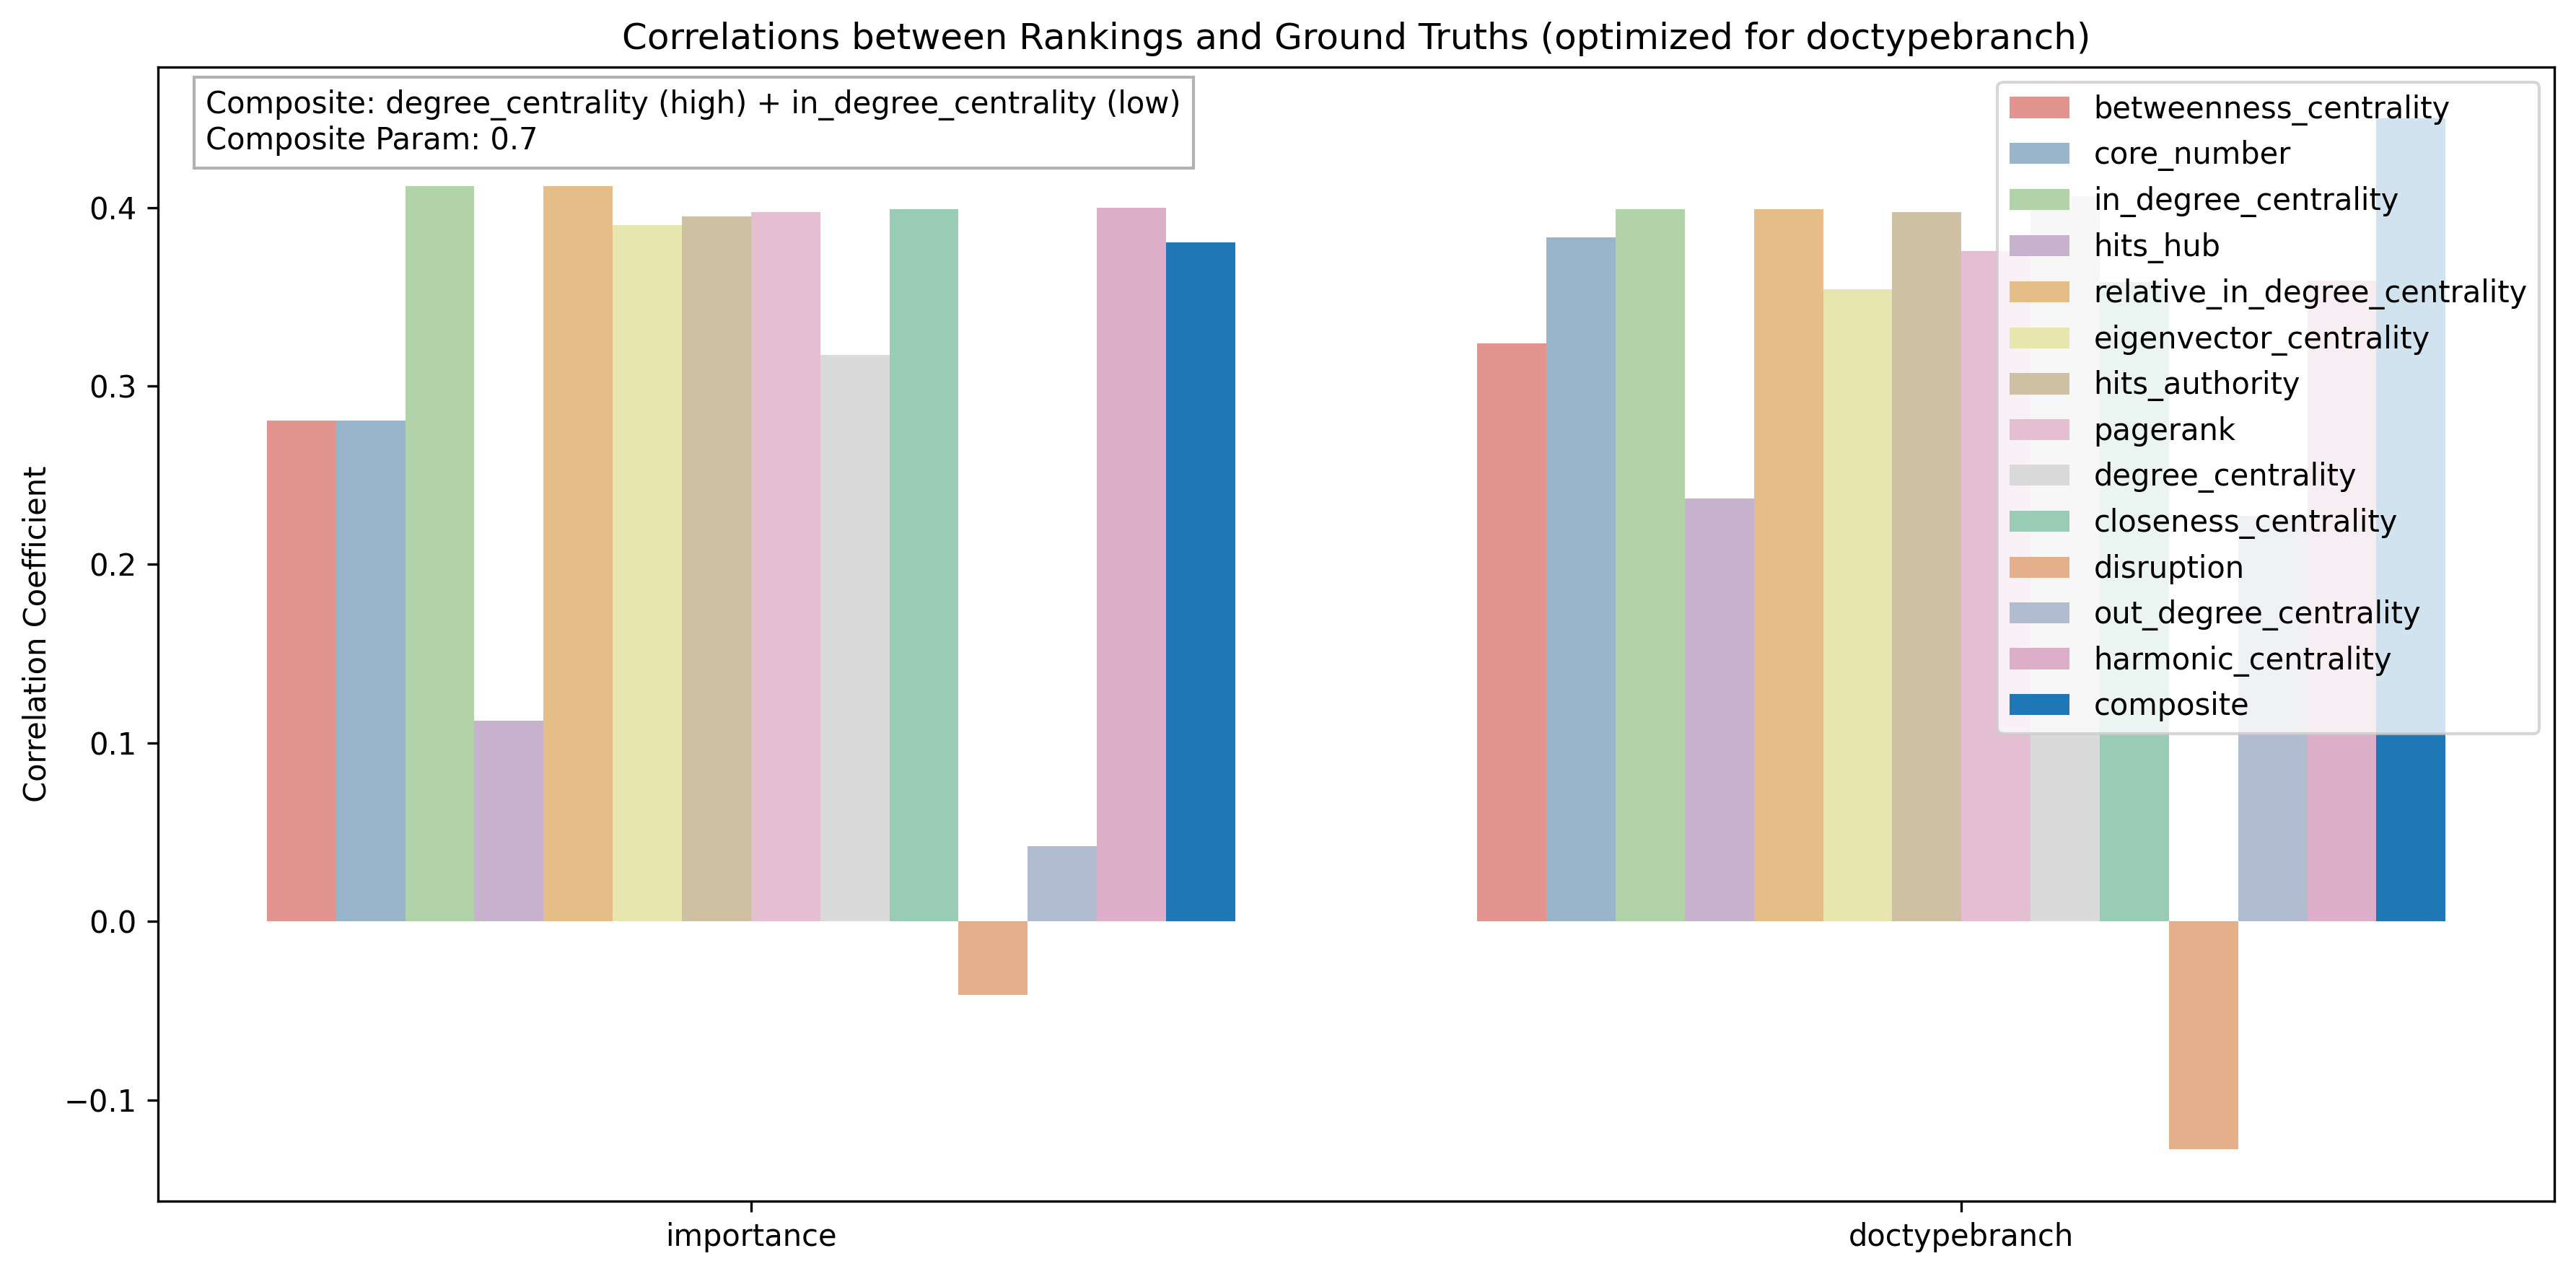 Correlations between Rankings and Ground Truths (optimized for doctypebranch)
Composite: degree_centrality (high) + in_degree_centrality (low)
Composite Param: 0.7
betweenness_centrality
core_number
in_degree_centrality
hits_hub
relative_in_degree_centrality
eigenvector_centrality
hits_authority
pagerank
degree_centrality
closeness_centrality
disruption
out_degree_centrality
harmonic_centrality
composite
Correlation Coefficient
0.4
0.3
0.2
0.1
0.0
−0.1
importance
doctypebranch